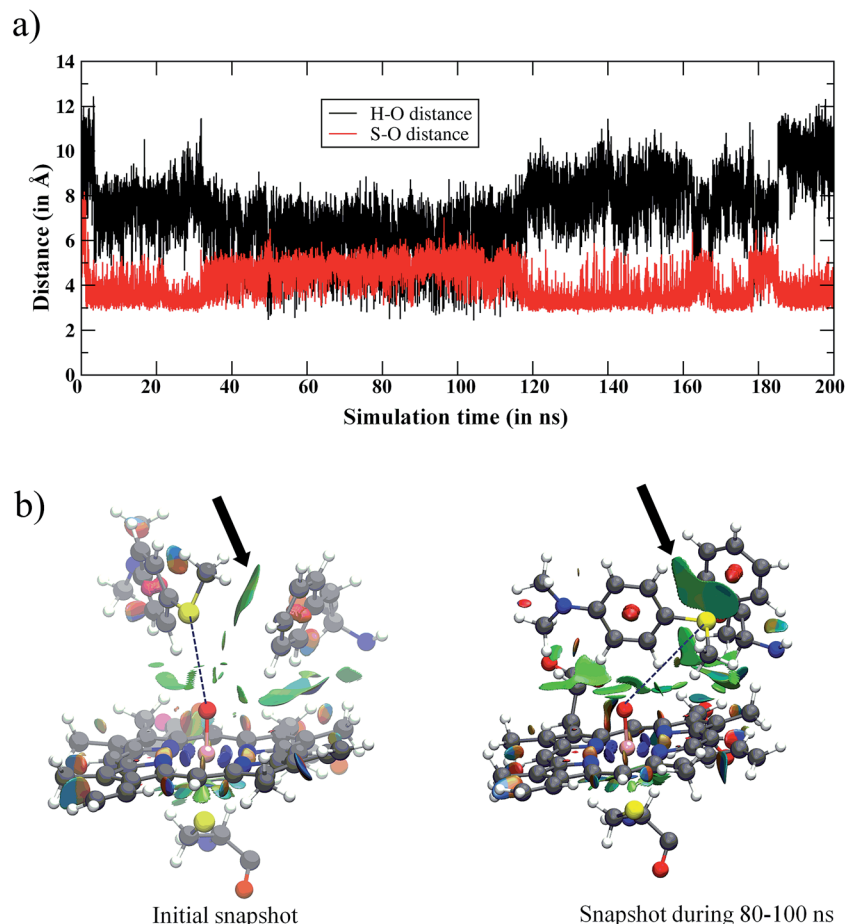 a)
14
12
10
8
6
4
2
0
Distance (in Å)
H-O distance
S-O distance
0 20 40 60 80 100 120 140 160 180 200
Simulation time (in ns)
b)
Initial snapshot
Snapshot during 80-100 ns